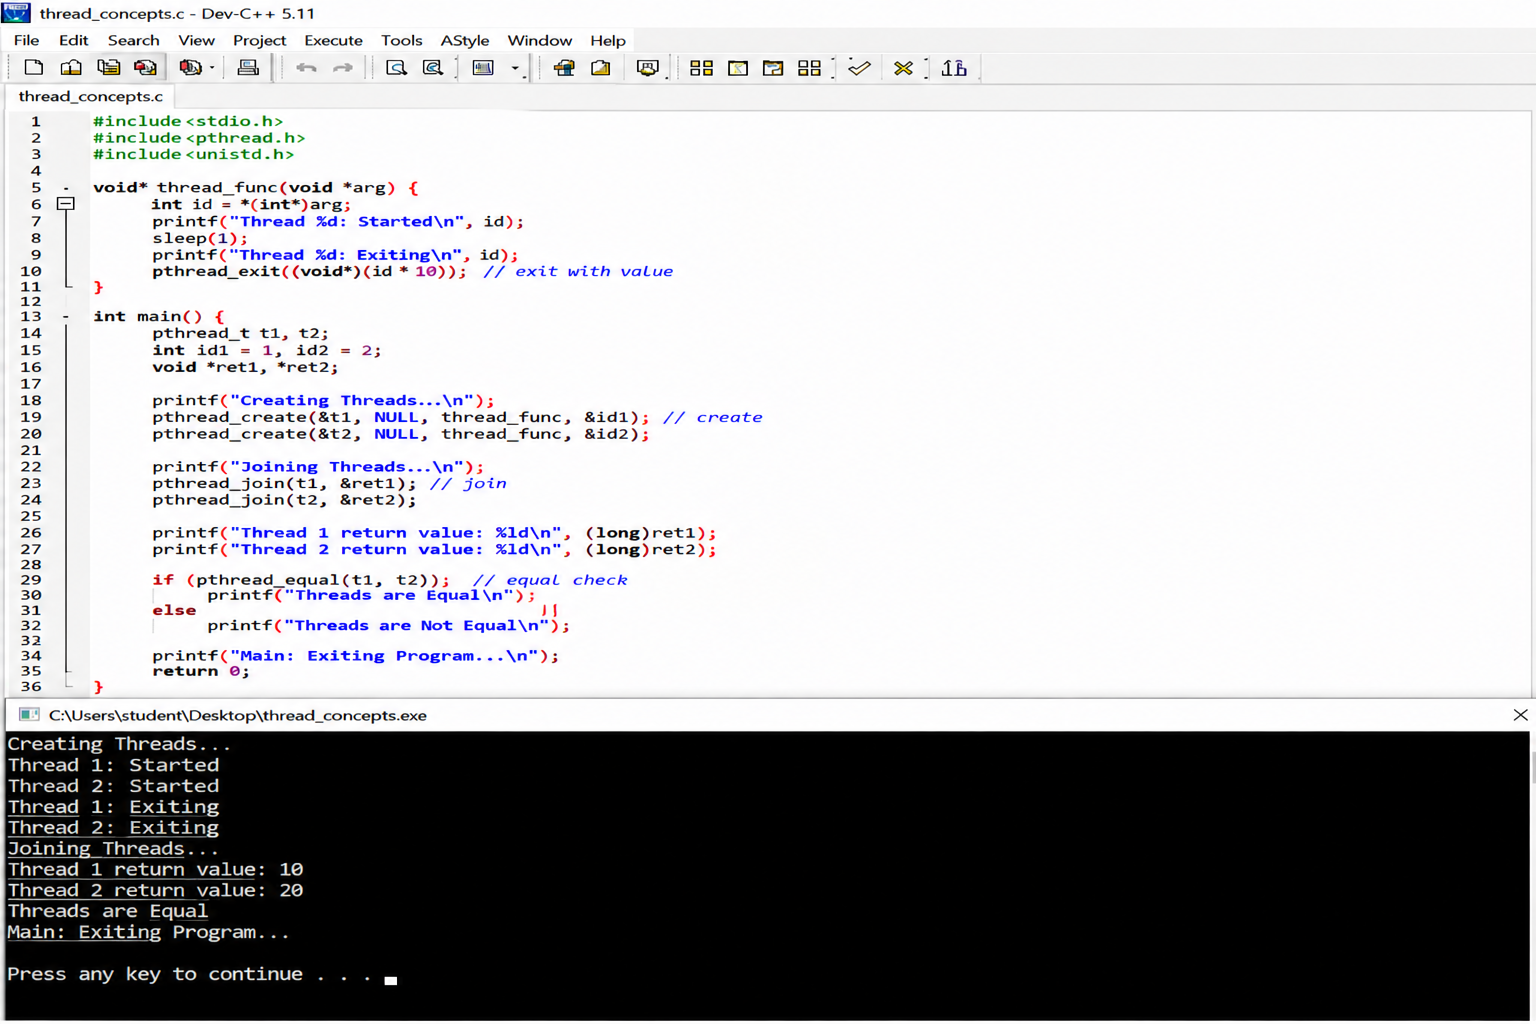 thread_concepts.c - Dev-C++ 5.11
File Edit Search View Project Execute Tools AStyle Window Help
thread_concepts.c
1 #include<stdio.h>
2 #include<pthread.h>
3 #include<unistd.h>
4
5 void* thread_func(void *arg) {
6 int id = *(int*)arg;
7 printf("Thread %d: Started\n", id);
8 sleep(1);
9 printf("Thread %d: Exiting\n", id);
10 pthread_exit((void*)(id * 10)); // exit with value
11 }
12
13 int main() {
14 pthread_t t1, t2;
15 int id1 = 1, id2 = 2;
16 void *ret1, *ret2;
17
18 printf("Creating Threads...\n");
19 pthread_create(&t1, NULL, thread_func, &id1); // create
20 pthread_create(&t2, NULL, thread_func, &id2);
21
22 printf("Joining Threads...\n");
23 pthread_join(t1, &ret1); // join
24 pthread_join(t2, &ret2);
25
26 printf("Thread 1 return value: %ld\n", (long)ret1);
27 printf("Thread 2 return value: %ld\n", (long)ret2);
28
29 if (pthread_equal(t1, t2)); // equal check
30 printf("Threads are Equal\n");
31 else
32 printf("Threads are Not Equal\n");
32
34 printf("Main: Exiting Program...\n");
35 return 0;
36 }
C:\Users\student\Desktop\thread_concepts.exe
Creating Threads...
Thread 1: Started
Thread 2: Started
Thread 1: Exiting
Thread 2: Exiting
Joining Threads...
Thread 1 return value: 10
Thread 2 return value: 20
Threads are Equal
Main: Exiting Program...
Press any key to continue . . .